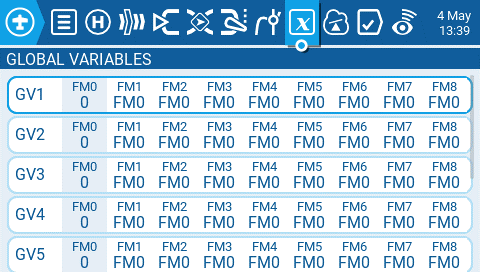 4 May
13:39
GLOBAL VARIABLES
GV1 FM0 FM1 FM2 FM3 FM4 FM5 FM6 FM7 FM8
0 FM0 FM0 FM0 FM0 FM0 FM0 FM0 FM0
GV2 FM0 FM1 FM2 FM3 FM4 FM5 FM6 FM7 FM8
0 FM0 FM0 FM0 FM0 FM0 FM0 FM0 FM0
GV3 FM0 FM1 FM2 FM3 FM4 FM5 FM6 FM7 FM8
0 FM0 FM0 FM0 FM0 FM0 FM0 FM0 FM0
GV4 FM0 FM1 FM2 FM3 FM4 FM5 FM6 FM7 FM8
0 FM0 FM0 FM0 FM0 FM0 FM0 FM0 FM0
GV5 FM0 FM1 FM2 FM3 FM4 FM5 FM6 FM7 FM8
0 FM0 FM0 FM0 FM0 FM0 FM0 FM0 FM0